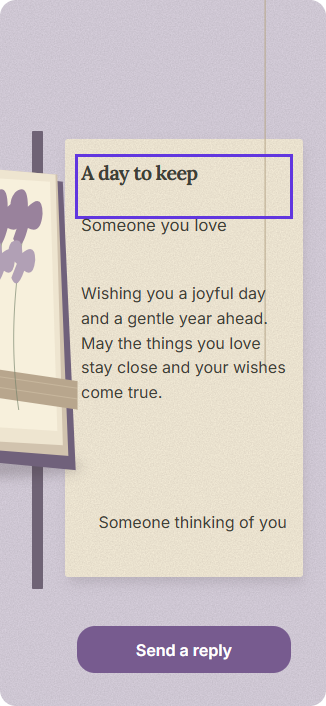 A day to keep
Someone you love
Wishing you a joyful day
and a gentle year ahead.
May the things you love
stay close and your wishes
come true.
Someone thinking of you
Send a reply